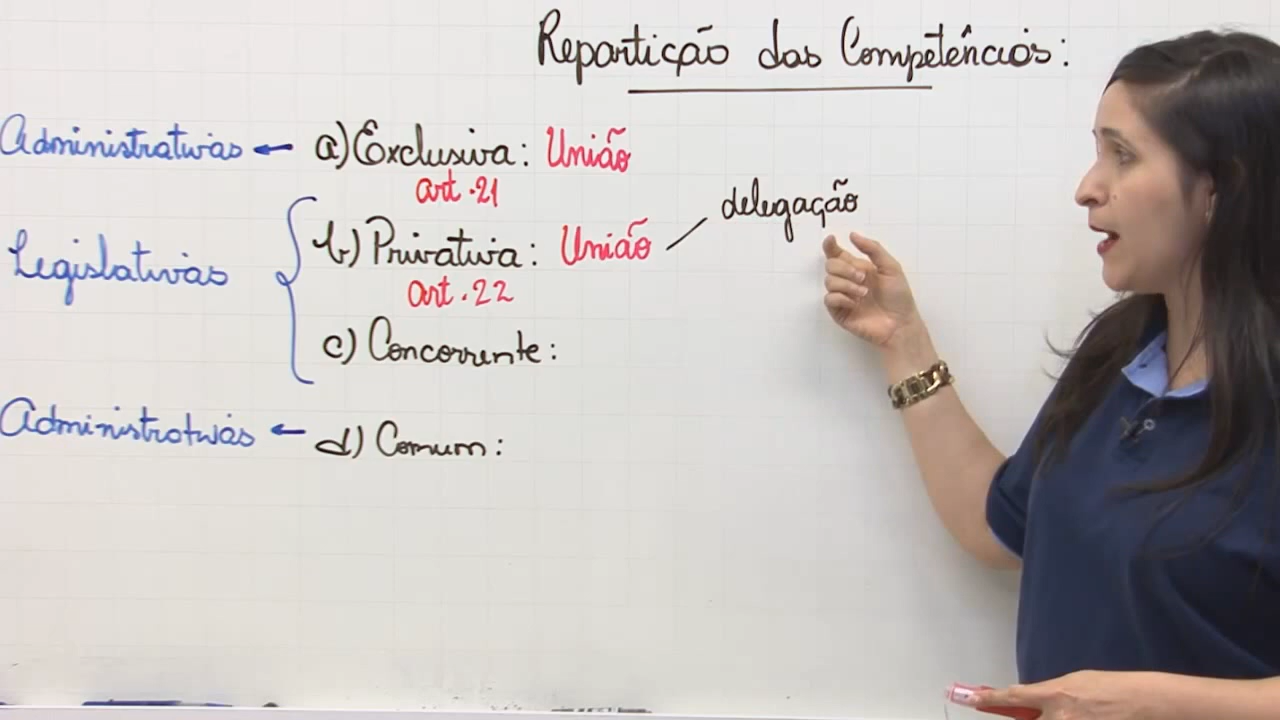 Repartição das Competências:
Administrativas ← a) Exclusiva: União
art. 21
delegação
Legislativas
b) Privativa: União
art. 22
c) Concorrente:
Administrativas ← d) Comum: